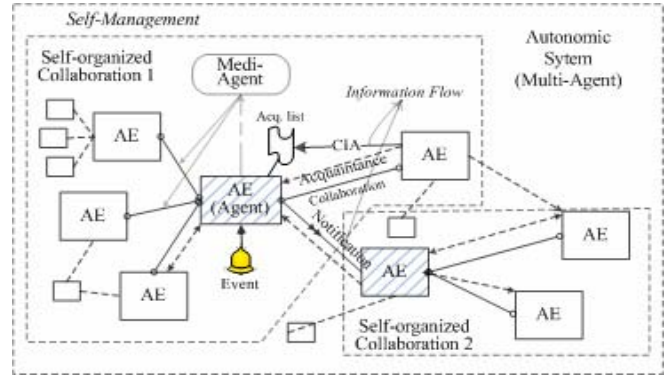 Self-Management
Self-organized
Collaboration 1
Medi-
Agent
Autonomic
Sytem
(Multi-Agent)
Information Flow
Acq. list
AE
CIA
AE
Acquaintance
Collaboration
AE
(Agent)
AE
Notification
AE
AE
AE
Event
AE
Self-organized
Collaboration 2